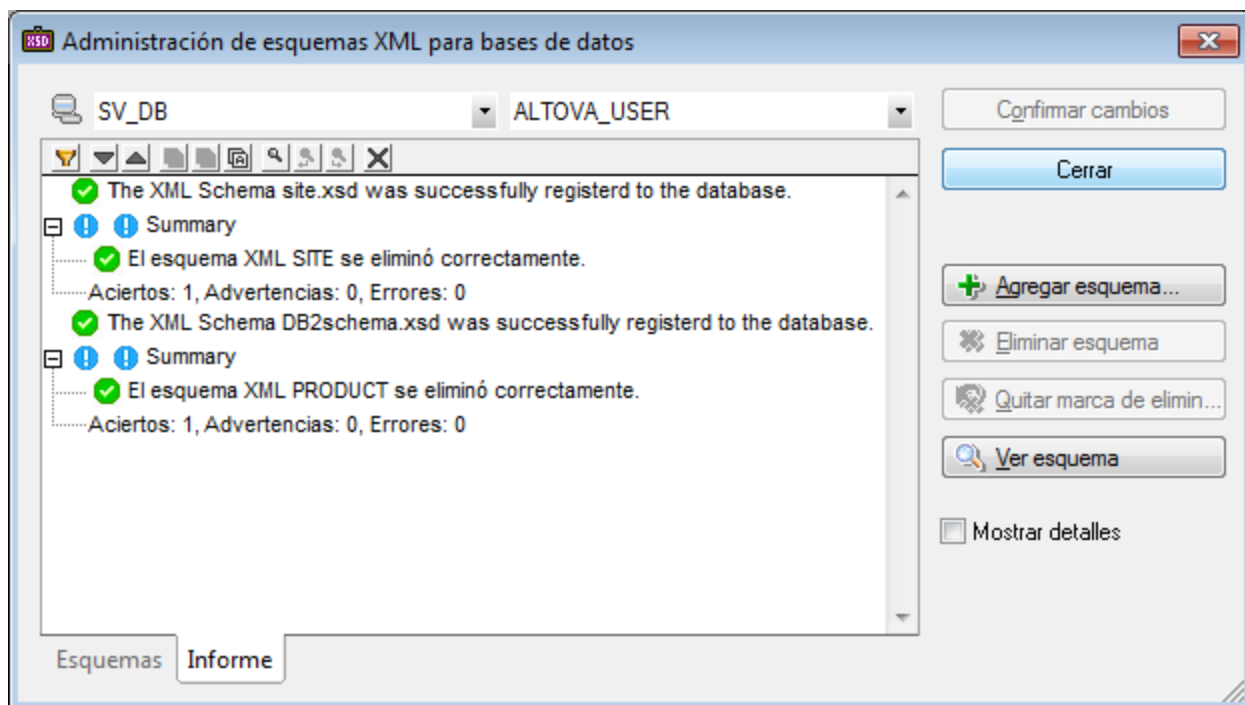 XSD Administración de esquemas XML para bases de datos
SV_DB ALTOVA_USER
Confirmar cambios
Cerrar
The XML Schema site.xsd was successfully registerd to the database.
Summary
El esquema XML SITE se eliminó correctamente.
Aciertos: 1, Advertencias: 0, Errores: 0
The XML Schema DB2schema.xsd was successfully registerd to the database.
Summary
El esquema XML PRODUCT se eliminó correctamente.
Aciertos: 1, Advertencias: 0, Errores: 0
Agregar esquema...
Eliminar esquema
Quitar marca de elimin...
Ver esquema
Mostrar detalles
Esquemas Informe